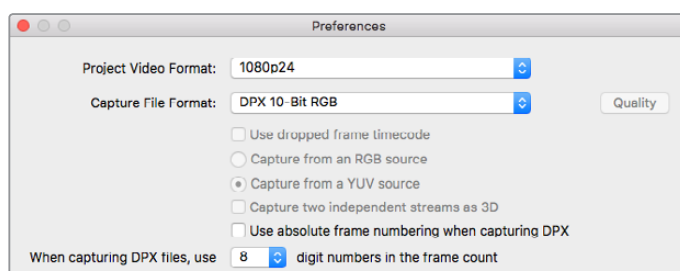 Preferences
Project Video Format: 1080p24
Capture File Format: DPX 10-Bit RGB Quality
Use dropped frame timecode
Capture from an RGB source
Capture from a YUV source
Capture two independent streams as 3D
Use absolute frame numbering when capturing DPX
When capturing DPX files, use 8 digit numbers in the frame count